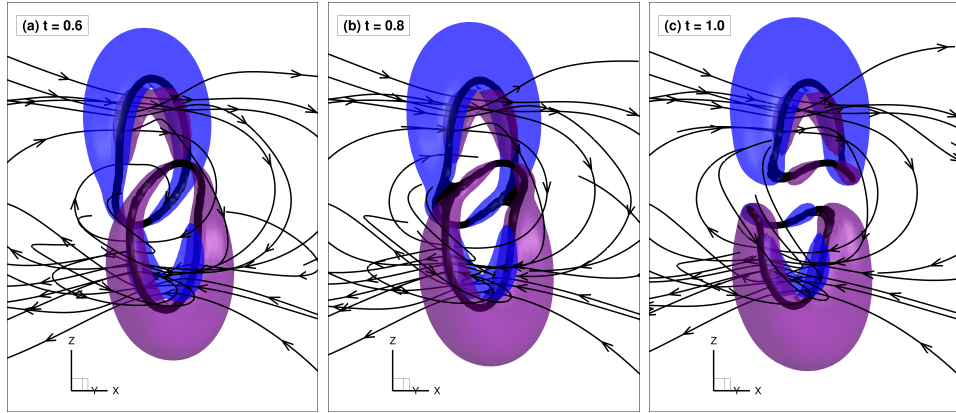 (a) t = 0.6
(b) t = 0.8
(c) t = 1.0
Z
Y X
Z
Y X
Z
Y X